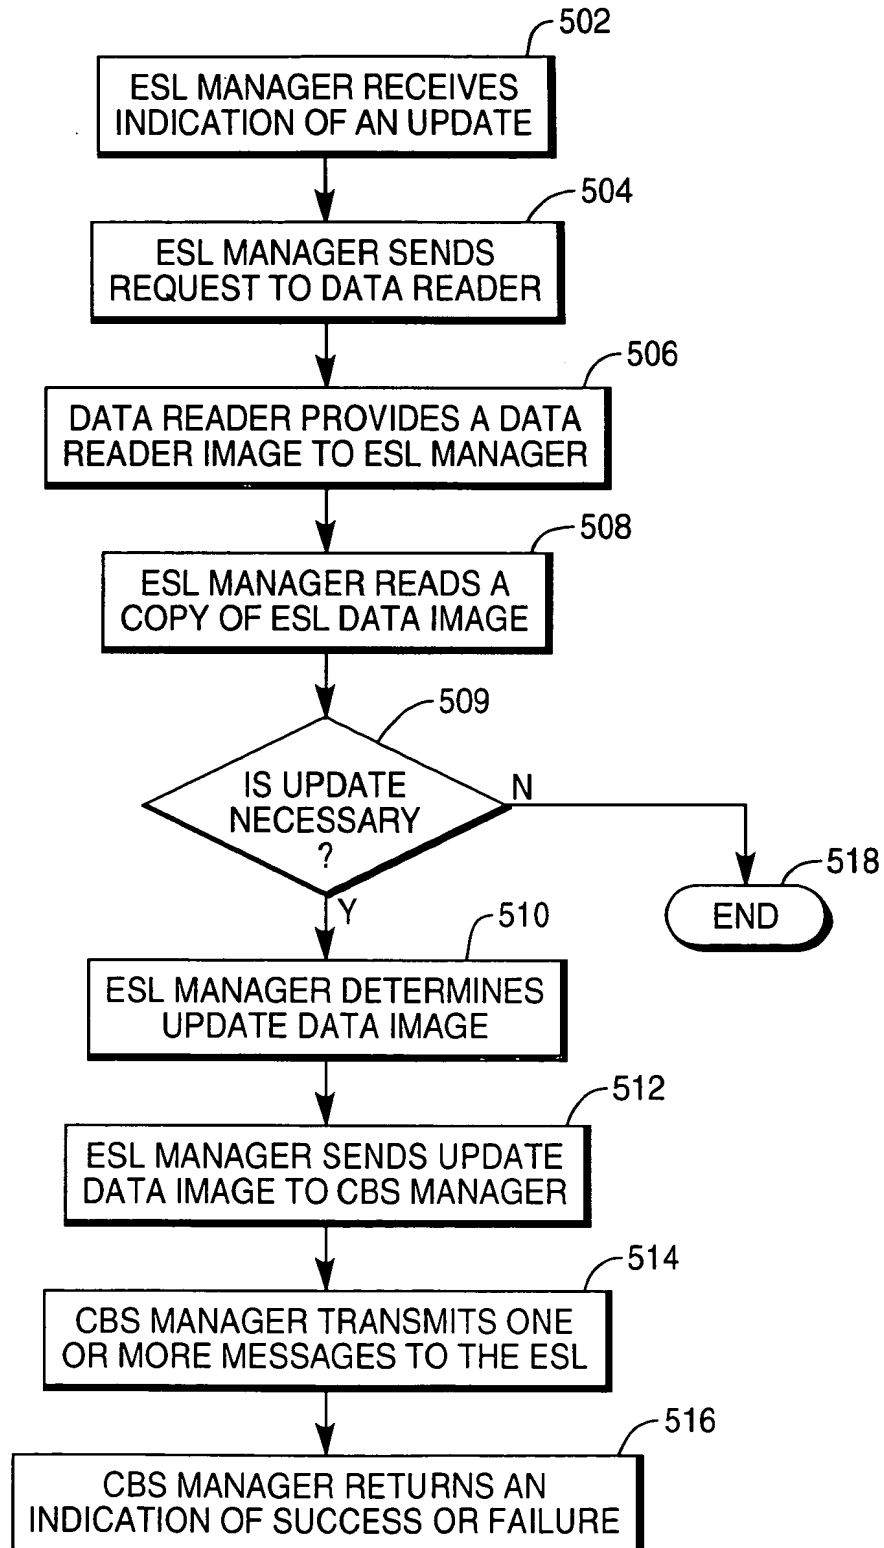 502
ESL MANAGER RECEIVES
INDICATION OF AN UPDATE
504
ESL MANAGER SENDS
REQUEST TO DATA READER
506
DATA READER PROVIDES A DATA
READER IMAGE TO ESL MANAGER
508
ESL MANAGER READS A
COPY OF ESL DATA IMAGE
509
IS UPDATE
NECESSARY
?
N
518
END
Y
510
ESL MANAGER DETERMINES
UPDATE DATA IMAGE
512
ESL MANAGER SENDS UPDATE
DATA IMAGE TO CBS MANAGER
514
CBS MANAGER TRANSMITS ONE
OR MORE MESSAGES TO THE ESL
516
CBS MANAGER RETURNS AN
INDICATION OF SUCCESS OR FAILURE